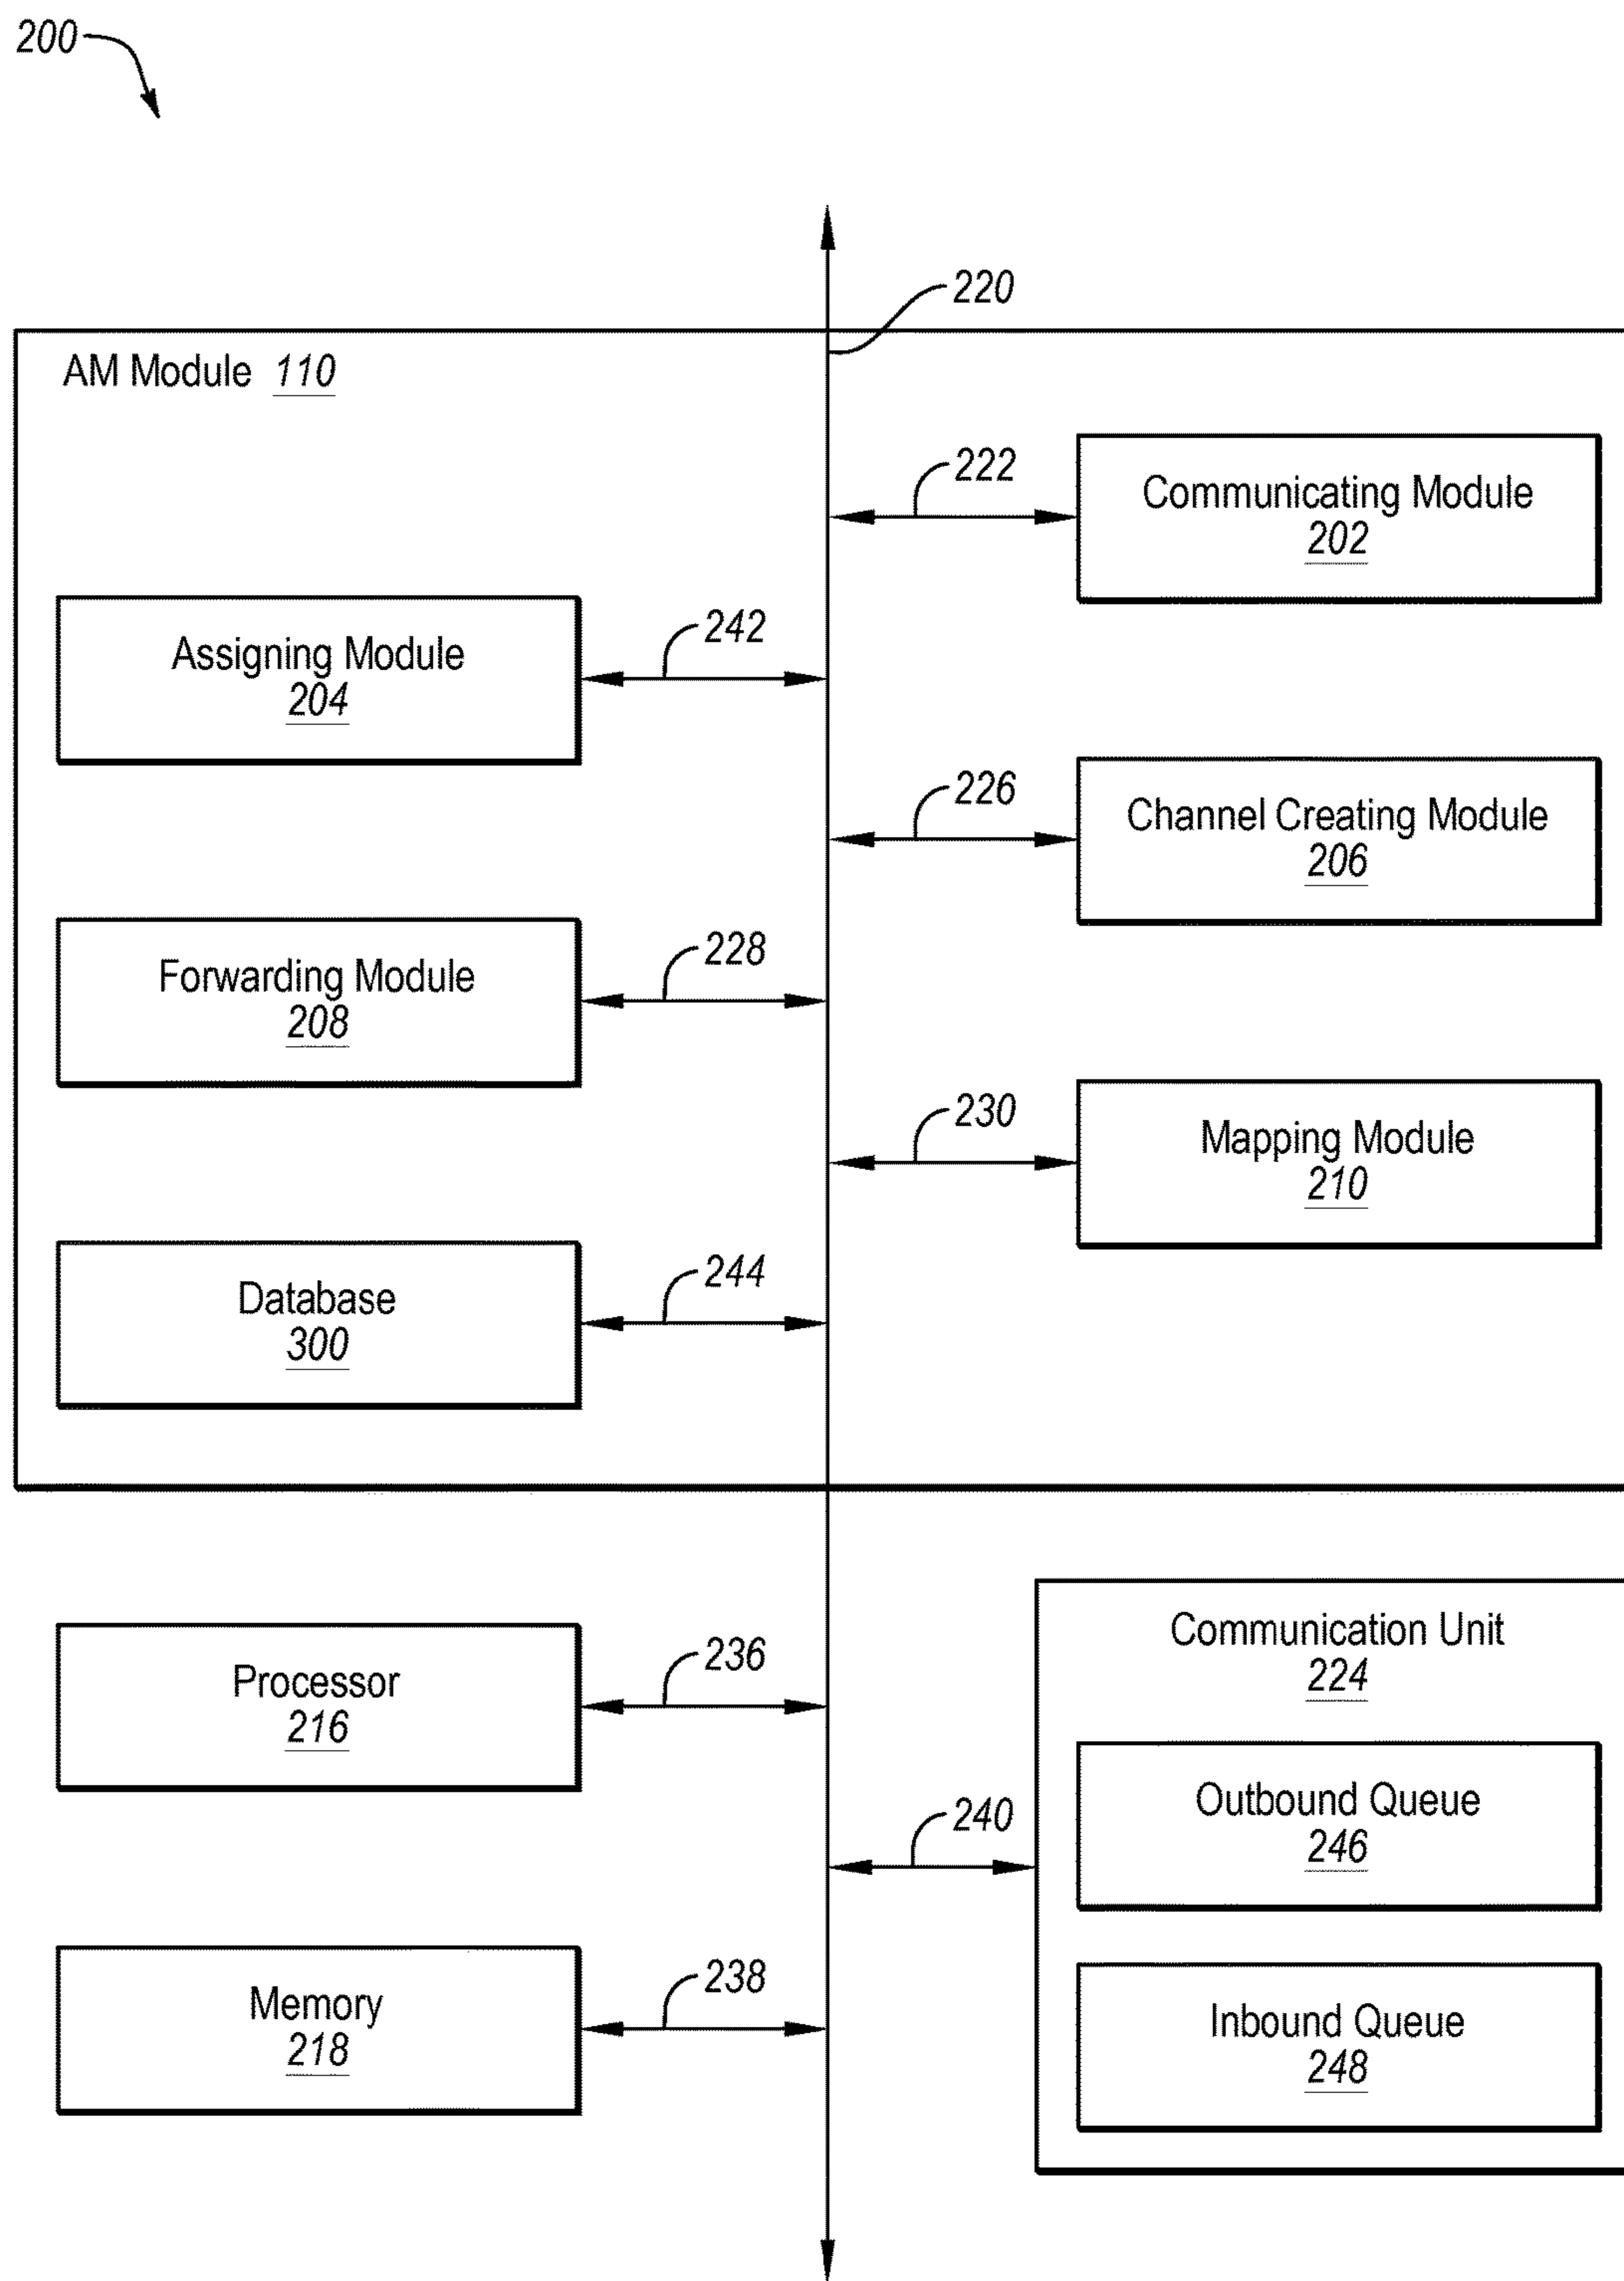 200
220
AM Module 110
222
Communicating Module
202
242
Assigning Module
204
226
Channel Creating Module
206
228
Forwarding Module
208
230
Mapping Module
210
244
Database
300
Communication Unit
224
236
Processor
216
Outbound Queue
246
240
238
Memory
218
Inbound Queue
248